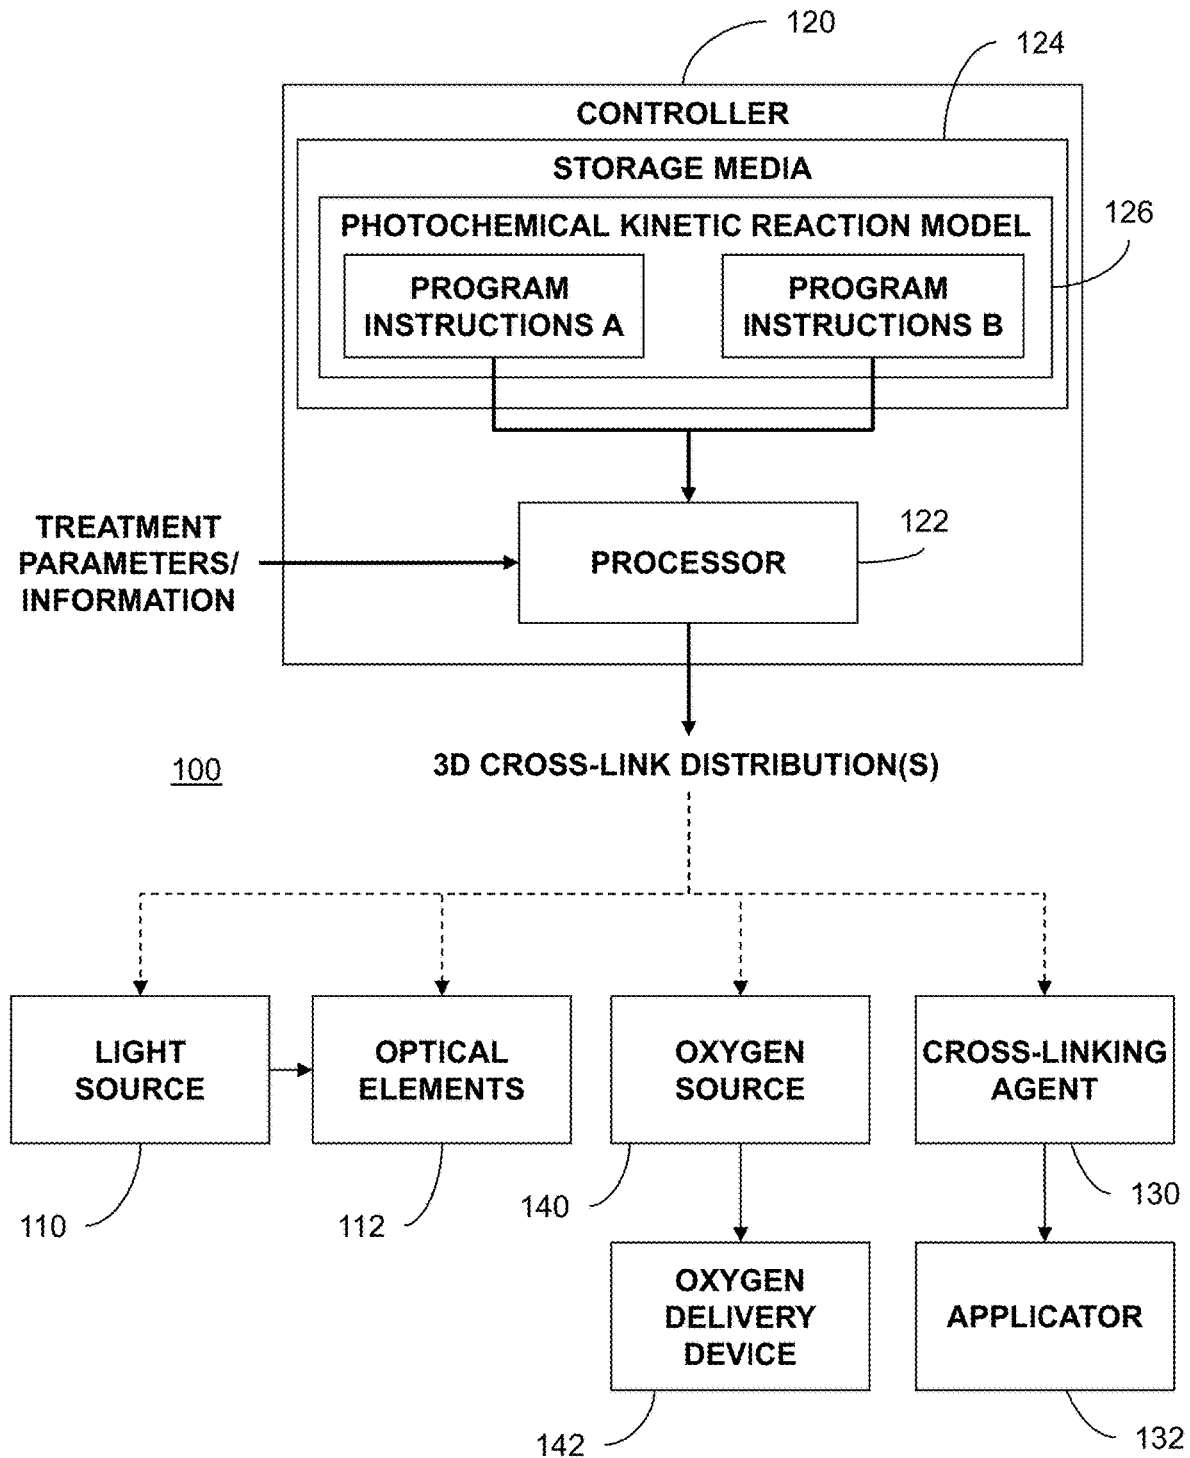 120
124
CONTROLLER
STORAGE MEDIA
126
PHOTOCHEMICAL KINETIC REACTION MODEL
PROGRAM
INSTRUCTIONS A
PROGRAM
INSTRUCTIONS B
TREATMENT
PARAMETERS/
INFORMATION
122
PROCESSOR
100
3D CROSS-LINK DISTRIBUTION(S)
LIGHT
SOURCE
OPTICAL
ELEMENTS
OXYGEN
SOURCE
CROSS-LINKING
AGENT
110
112
140
130
OXYGEN
DELIVERY
DEVICE
APPLICATOR
142
132